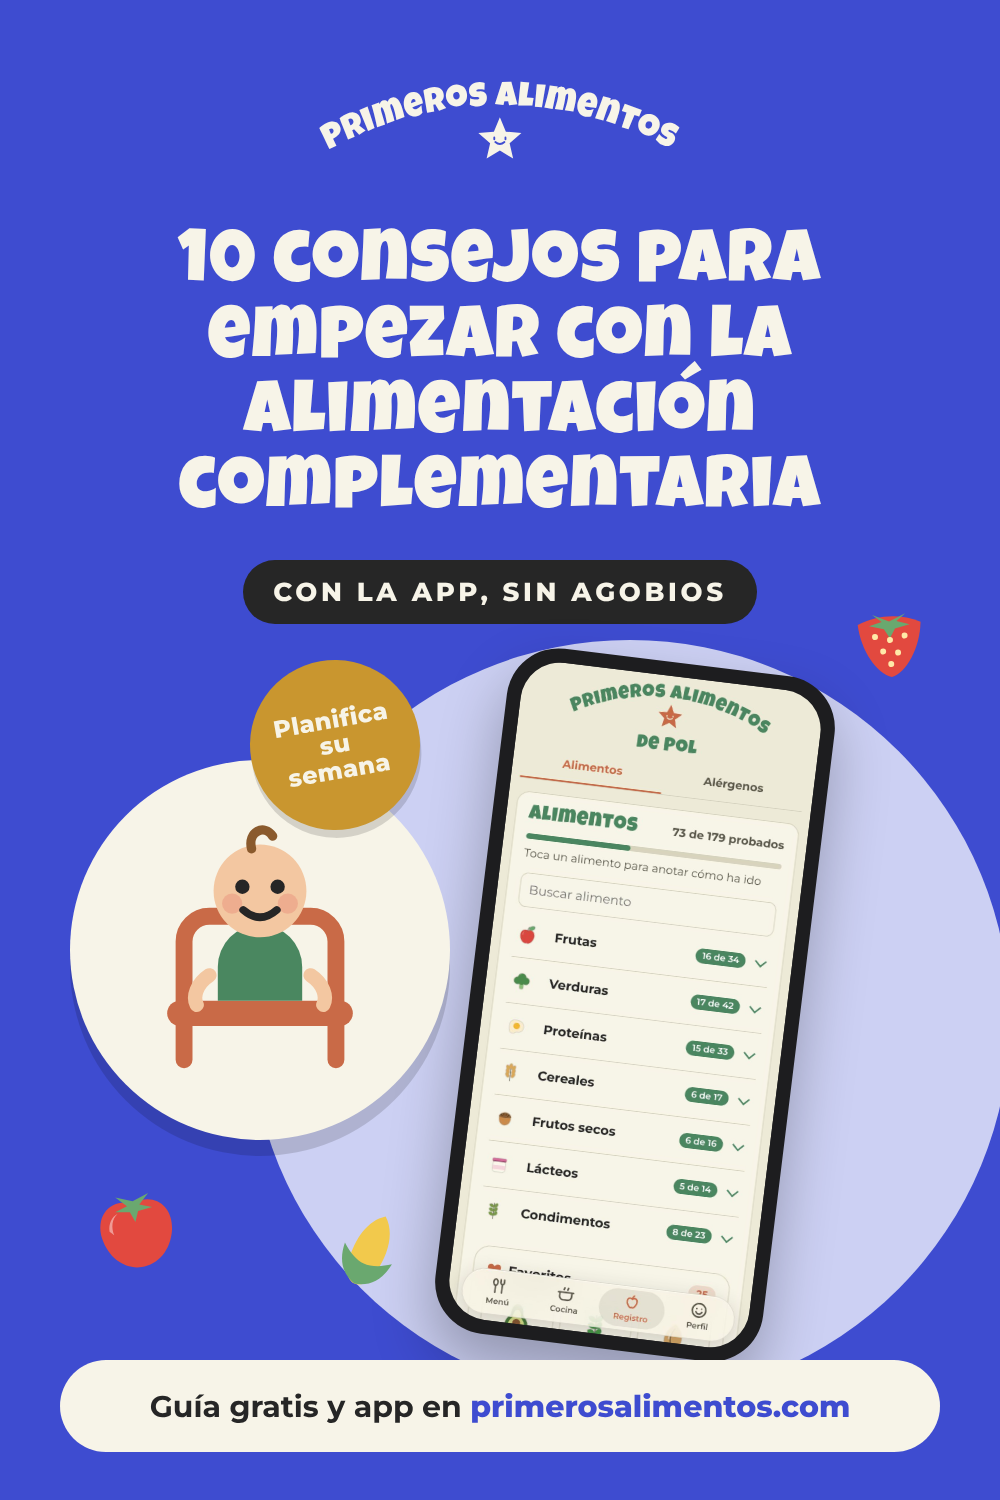 PRIMEROS ALIMENTOS
10 CONSEJOS PARA
EMPEZAR CON LA
ALIMENTACIÓN
COMPLEMENTARIA
CON LA APP, SIN AGOBIOS
Planifica
su
semana
PRIMEROS ALIMENTOS
DE POL
Alimentos
Alérgenos
ALIMENTOS
73 de 179 probados
Toca un alimento para anotar cómo ha ido
Buscar alimento
Frutas
16 de 34
Verduras
17 de 42
Proteínas
15 de 33
Cereales
6 de 17
Frutos secos
6 de 16
Lácteos
5 de 14
Condimentos
8 de 23
Favoritos
Menú
Cocina
Registro
Perfil
Guía gratis y app en primerosalimentos.com